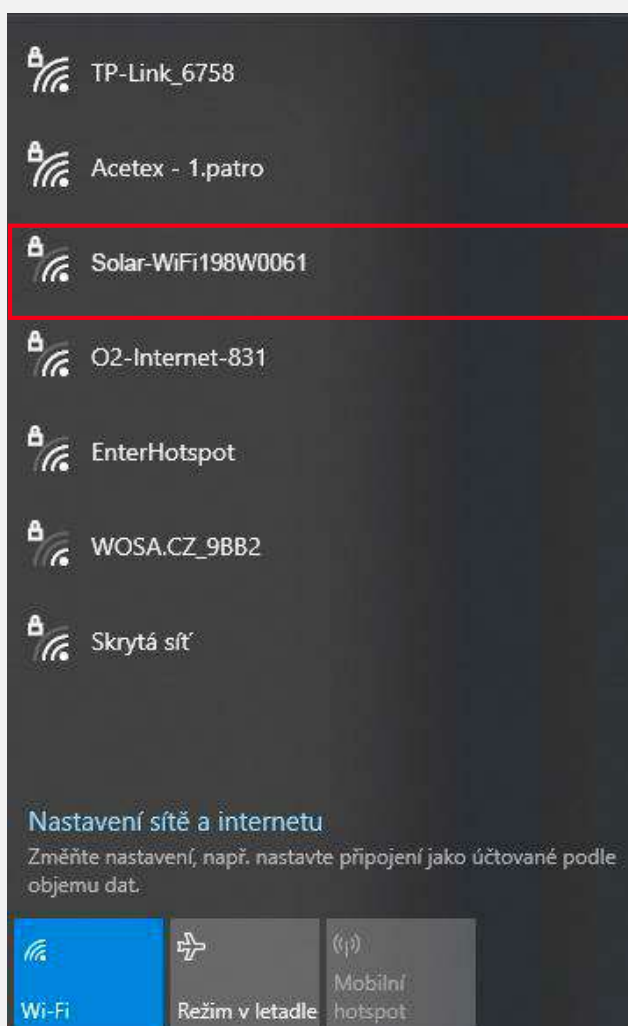 TP-Link_6758
Acetex - 1.patro
Solar-WiFi198W0061
O2-Internet-831
EnterHotspot
WOSA.CZ_9BB2
Skrytá síť
Nastavení sítě a internetu
Změňte nastavení, např. nastavte připojení jako účtované podle
objemu dat.
Wi-Fi
Režim v letadle
Mobilní
hotspot